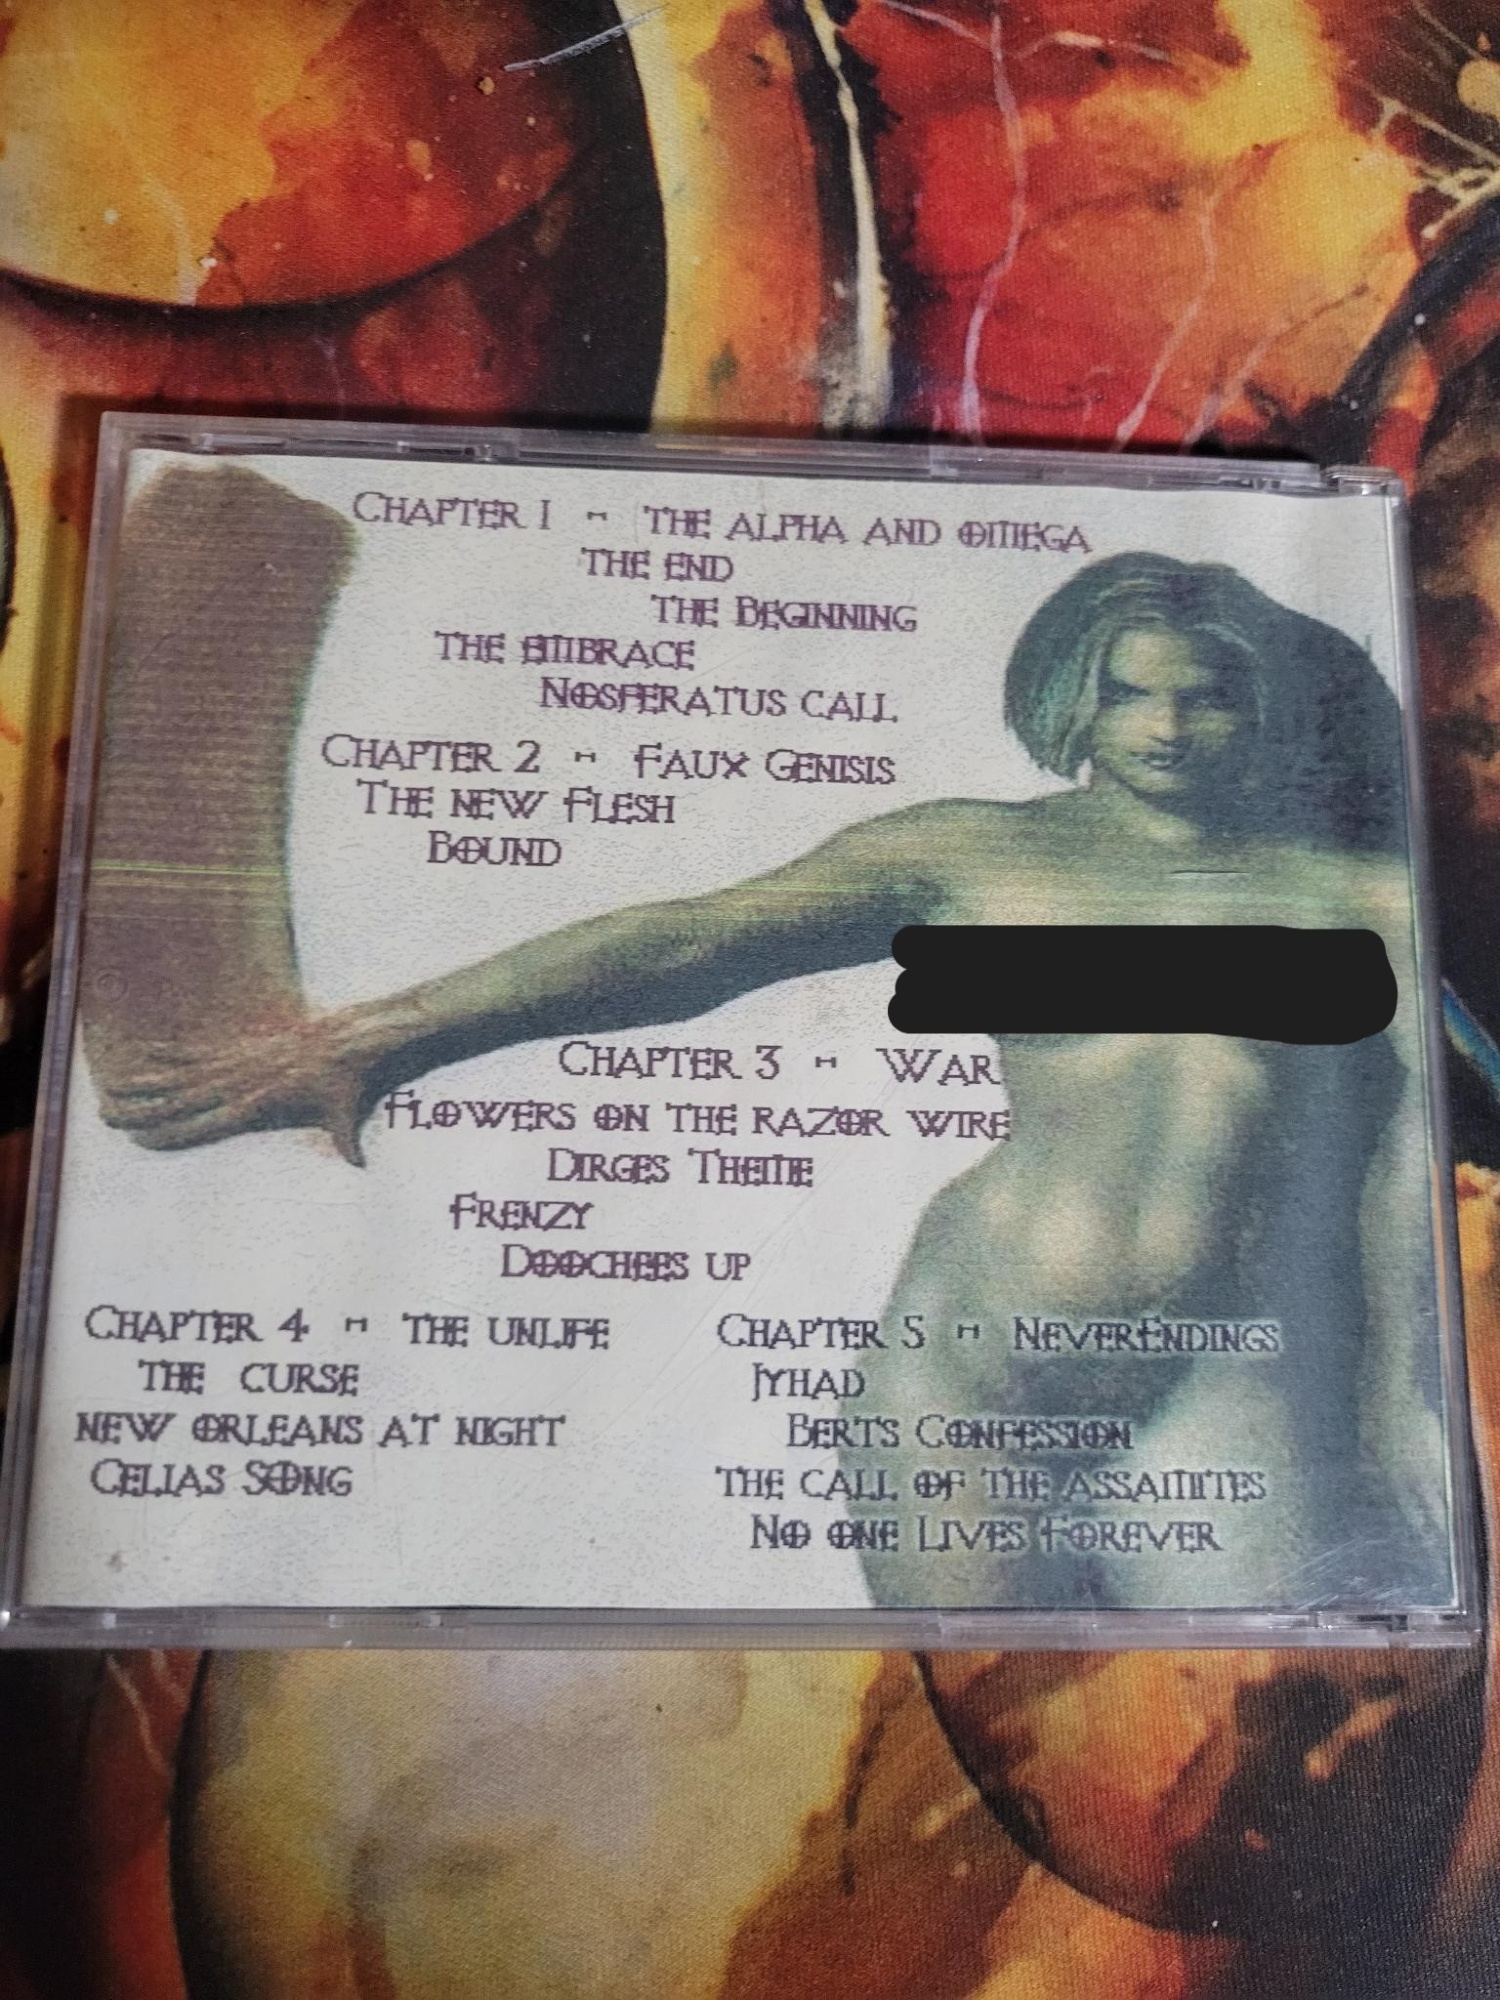 Chapter 1 - The Alpha and Omega
The End
The Beginning
The Embrace
Nosferatus Call
Chapter 2 - Faux Genisis
The New Flesh
Bound
Chapter 3 - War
Flowers on the Razor Wire
Dirges Theme
Frenzy
Doochees Up
Chapter 4 - The Unlife
The Curse
New Orleans at Night
Celias Song
Chapter 5 - NeverEndings
Jyhad
Berts Confession
The Call of the Assamites
No One Lives Forever